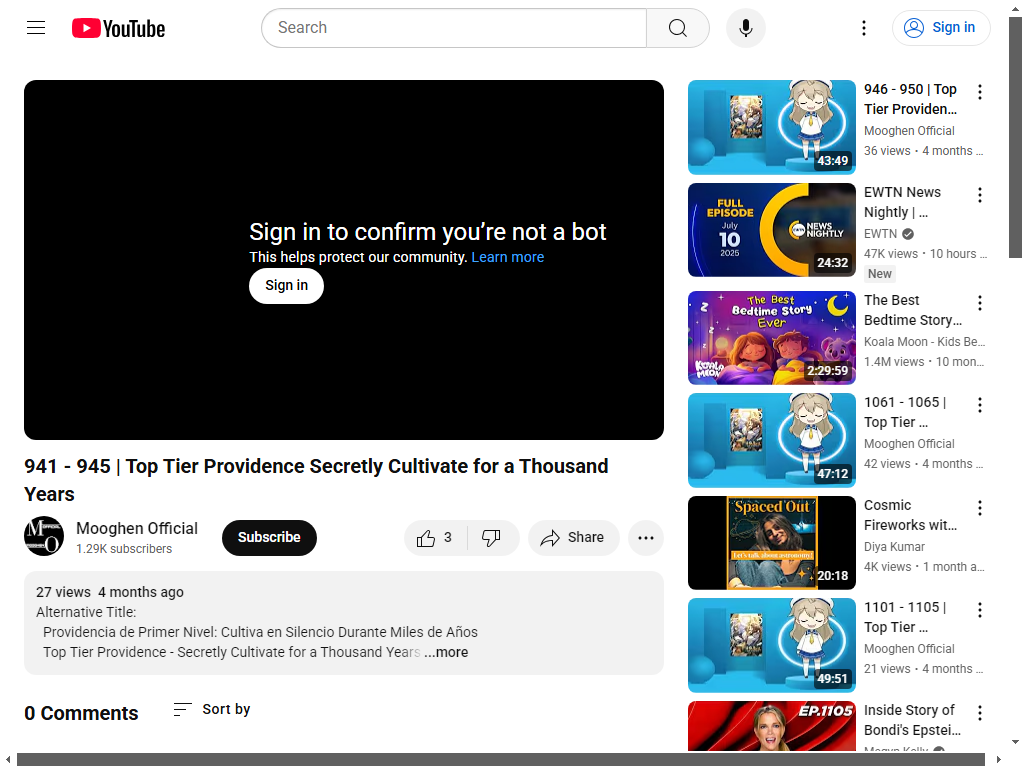 YouTube
Search
Sign in
Sign in to confirm you're not a bot
This helps protect our community. Learn more
Sign in
941 - 945 | Top Tier Providence Secretly Cultivate for a Thousand
Years
Mooghen Official
1.29K subscribers
Subscribe
3
Share
27 views 4 months ago
Alternative Title:
Providencia de Primer Nivel: Cultiva en Silencio Durante Miles de Años
Top Tier Providence - Secretly Cultivate for a Thousand Years ...more
0 Comments
Sort by
43:49
946 - 950 | Top
Tier Providen...
Mooghen Official
36 views • 4 months ...
FULL
EPISODE
July
10
2025
NEWS
NIGHTLY
24:32
EWTN News
Nightly | ...
EWTN
47K views • 10 hours ...
New
The Best
Bedtime Story
Ever
KOALA
MOON
2:29:59
The Best
Bedtime Story...
Koala Moon - Kids Be...
1.4M views • 10 mon...
47:12
1061 - 1065 |
Top Tier ...
Mooghen Official
42 views • 4 months ...
Spaced Out
Let's talk about astronomy!
20:18
Cosmic
Fireworks wit...
Diya Kumar
4K views • 1 month a...
49:51
1101 - 1105 |
Top Tier ...
Mooghen Official
21 views • 4 months ...
EP.1105
Inside Story of
Bondi's Epstei...
Megyn Kelly